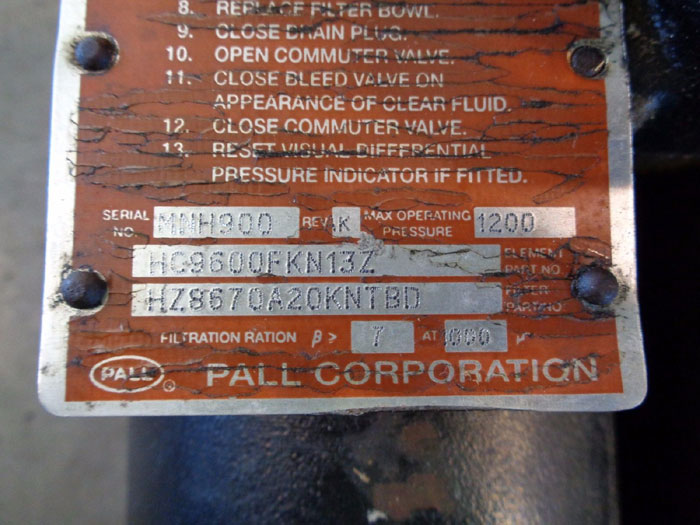 8. REPLACE FILTER BOWL.
9. CLOSE DRAIN PLUG.
10. OPEN COMMUTER VALVE.
11. CLOSE BLEED VALVE ON
APPEARANCE OF CLEAR FLUID.
12. CLOSE COMMUTER VALVE.
13. RESET VISUAL DIFFERENTIAL
PRESSURE INDICATOR IF FITTED.
SERIAL NO. MNH900 REV. K MAX OPERATING PRESSURE 1200
HC9600FKN13Z ELEMENT PART NO
HZ8670A20KNTBD FILTER PART NO
FILTRATION RATION β > 7 AT 000
PALL PALL CORPORATION